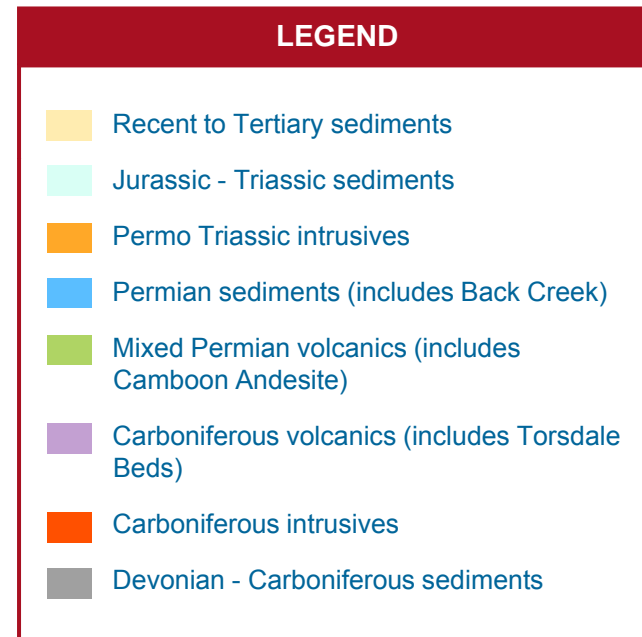 LEGEND
Recent to Tertiary sediments
Jurassic - Triassic sediments
Permo Triassic intrusives
Permian sediments (includes Back Creek)
Mixed Permian volcanics (includes
Camboon Andesite)
Carboniferous volcanics (includes Torsdale
Beds)
Carboniferous intrusives
Devonian - Carboniferous sediments